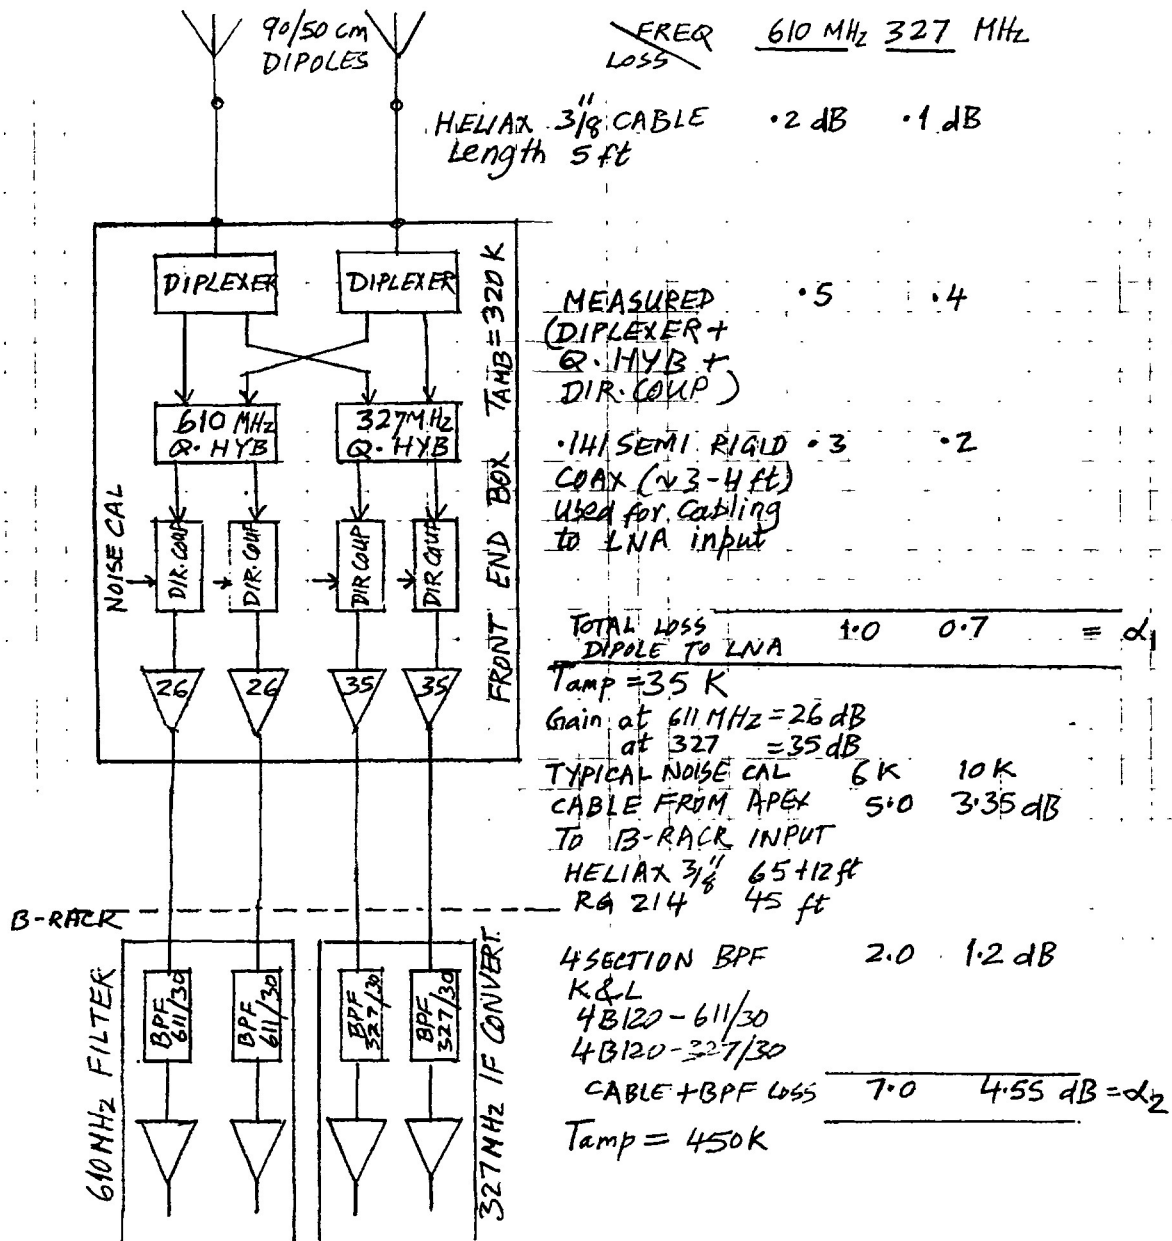 90/50 cm
DIPOLES
FREQ 610 MHz 327 MHz
LOSS
HELIAX 3/8" CABLE .2 dB .1 dB
Length 5 ft
DIPLEXER DIPLEXER
610 MHz
Q. HYB
327MHz
Q. HYB
NOISE CAL
DIR. COUP
DIR. COUP
DIR COUP
DIR COUP
26 26 35 35
FRONT END BOX TAMB = 320 K
MEASURED .5 .4
(DIPLEXER +
Q. HYB +
DIR. COUP)
.141 SEMI RIGID .3 .2
COAX (~3-4 ft)
Used for Cabling
to LNA input
TOTAL LOSS 1.0 0.7 = α1
DIPOLE TO LNA
Tamp = 35 K
Gain at 611 MHz = 26 dB
at 327 = 35 dB
TYPICAL NOISE CAL 6K 10K
CABLE FROM APEX 5.0 3.35 dB
TO B-RACK INPUT
HELIAX 3/8" 65+12 ft
RG 214 45 ft
B-RACK
610 MHz FILTER
BPF
611/30
BPF
611/30
BPF
327/30
BPF
327/30
327 MHz IF CONVERT.
4 SECTION BPF 2.0 1.2 dB
K&L
4B120-611/30
4B120-327/30
CABLE + BPF LOSS 7.0 4.55 dB = α2
Tamp = 450K